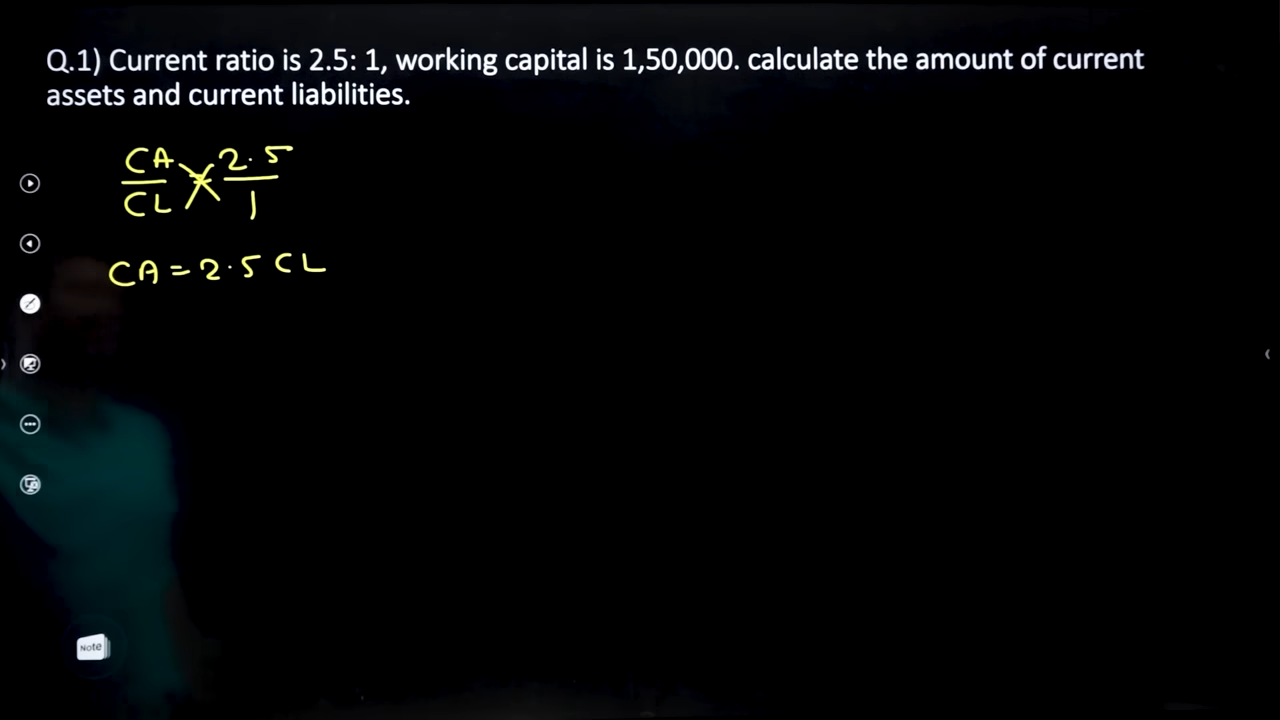 Q.1) Current ratio is 2.5: 1, working capital is 1,50,000. calculate the amount of current
assets and current liabilities.
CA/CL = 2.5/1
CA = 2.5 CL
Note